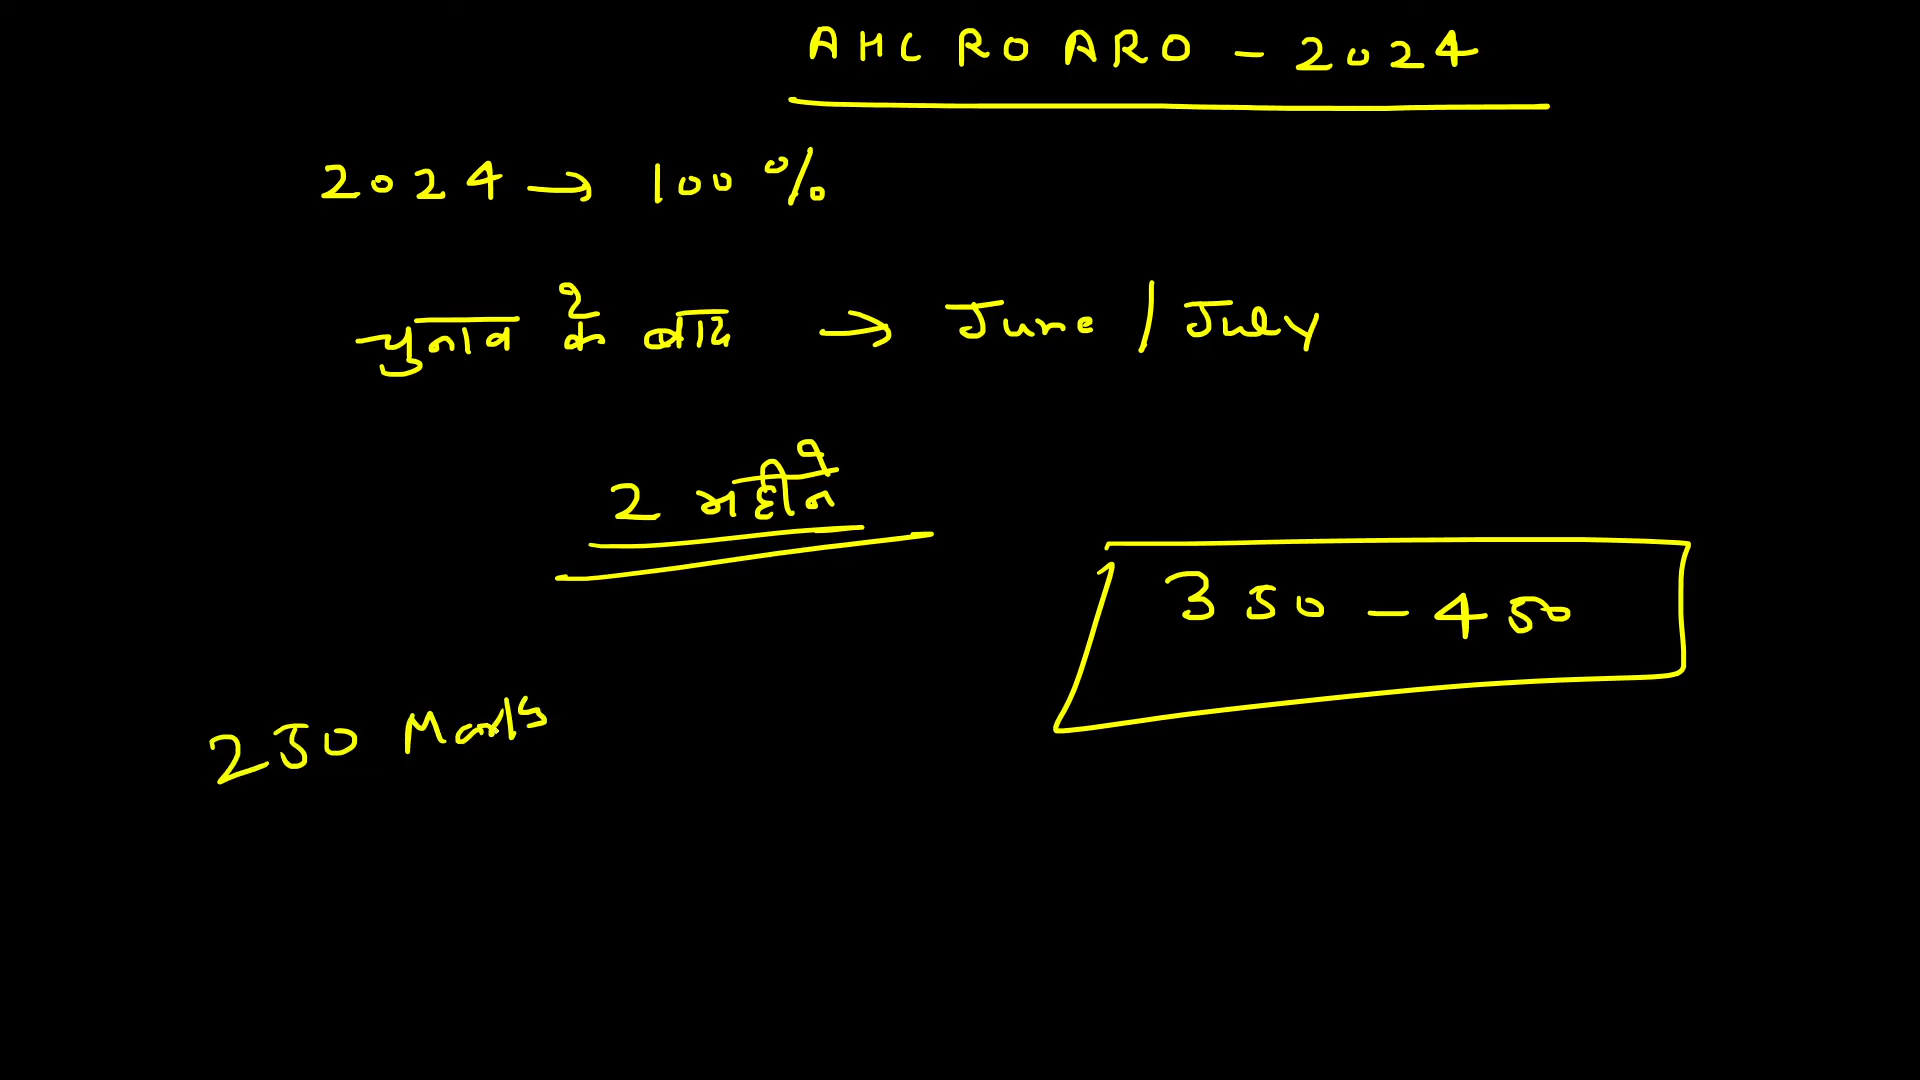 AHC RO ARO - 2024
2024 → 100 %
चुनाव के बाद → June / July
2 महीने
350 - 450
250 Marks